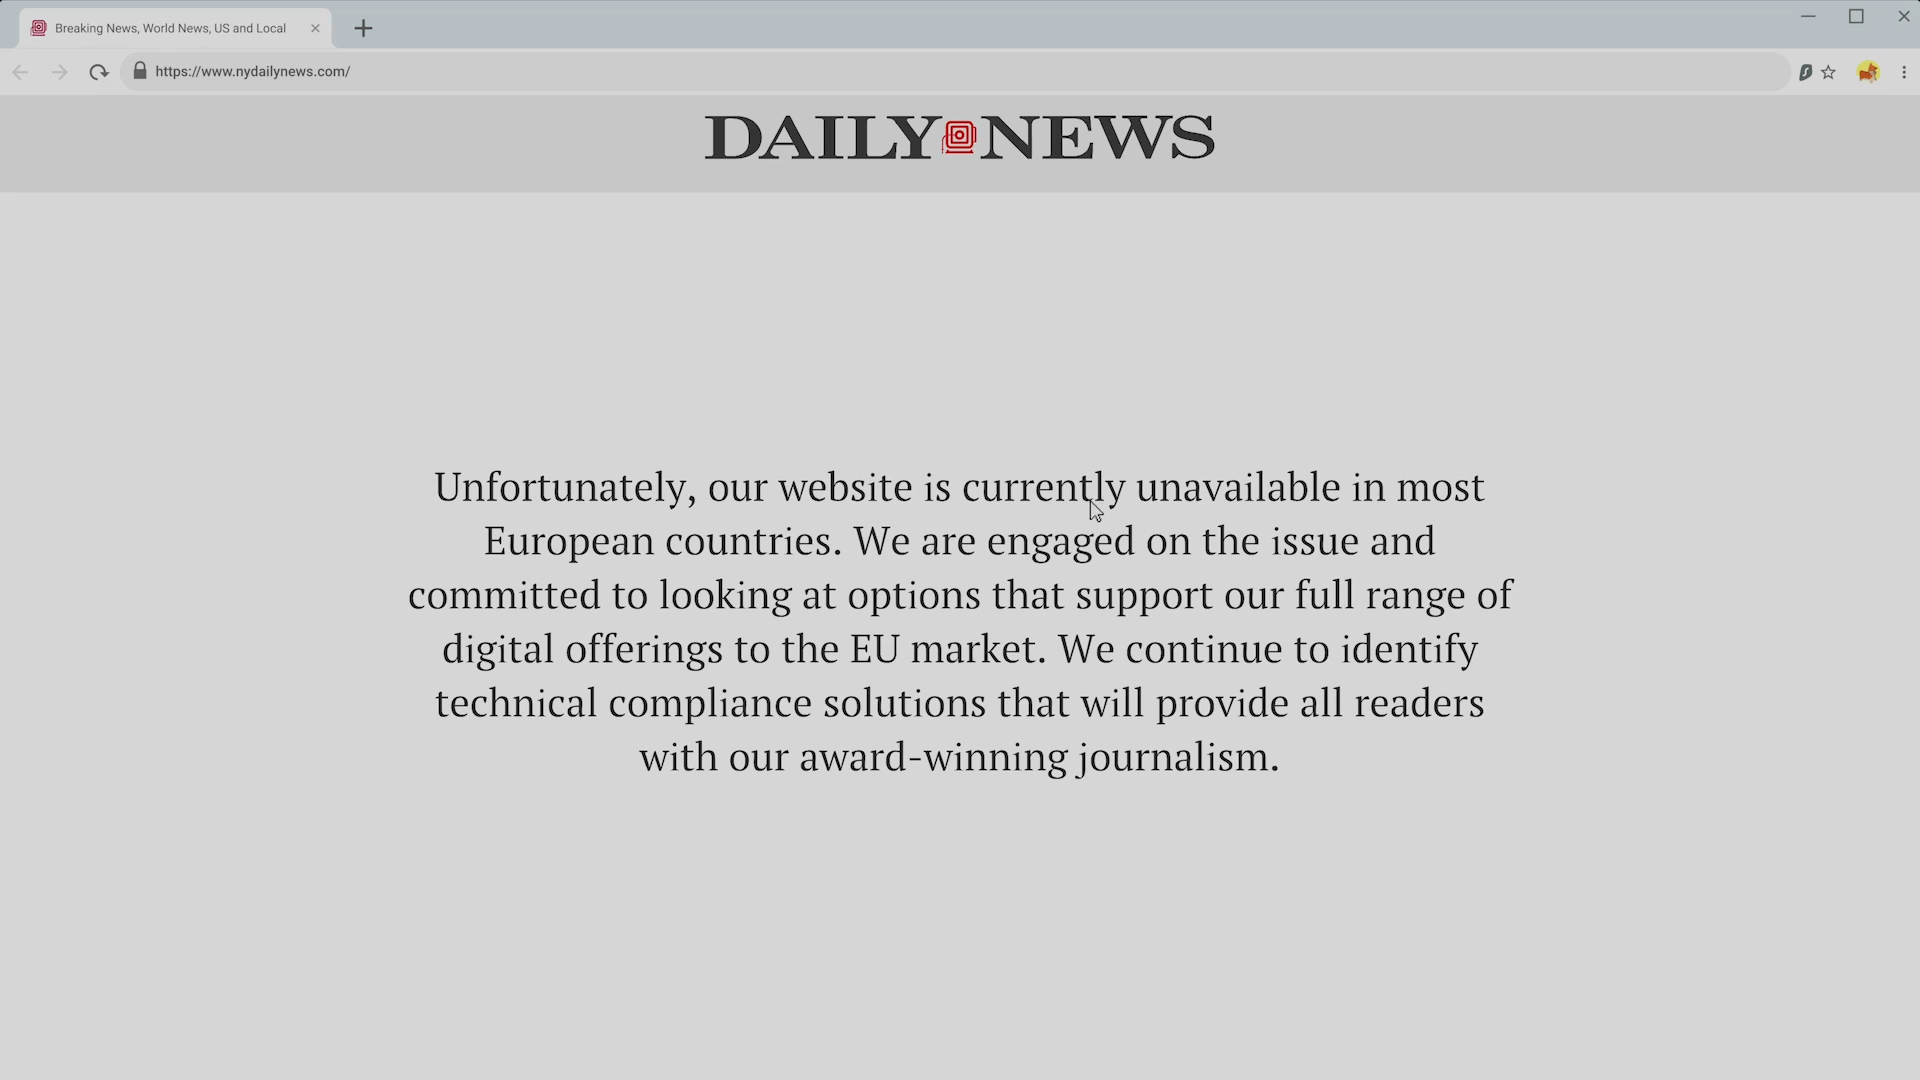 Breaking News, World News, US and Local
https://www.nydailynews.com/
DAILY NEWS
Unfortunately, our website is currently unavailable in most
European countries. We are engaged on the issue and
committed to looking at options that support our full range of
digital offerings to the EU market. We continue to identify
technical compliance solutions that will provide all readers
with our award-winning journalism.